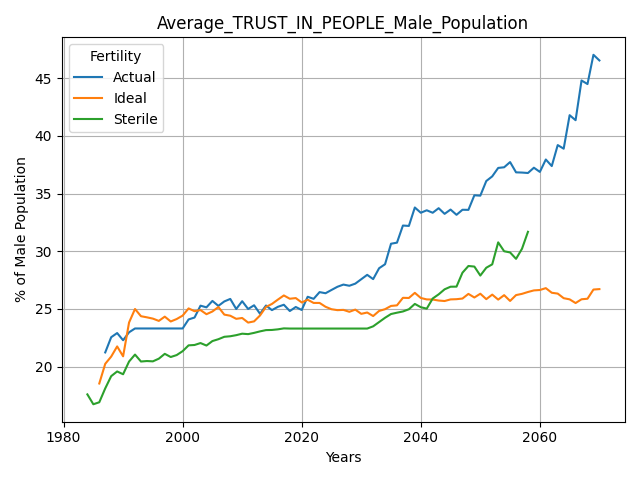 Average_TRUST_IN_PEOPLE_Male_Population
Fertility
Actual
Ideal
Sterile
% of Male Population
45
40
35
30
25
20
1980
2000
2020
2040
2060
Years